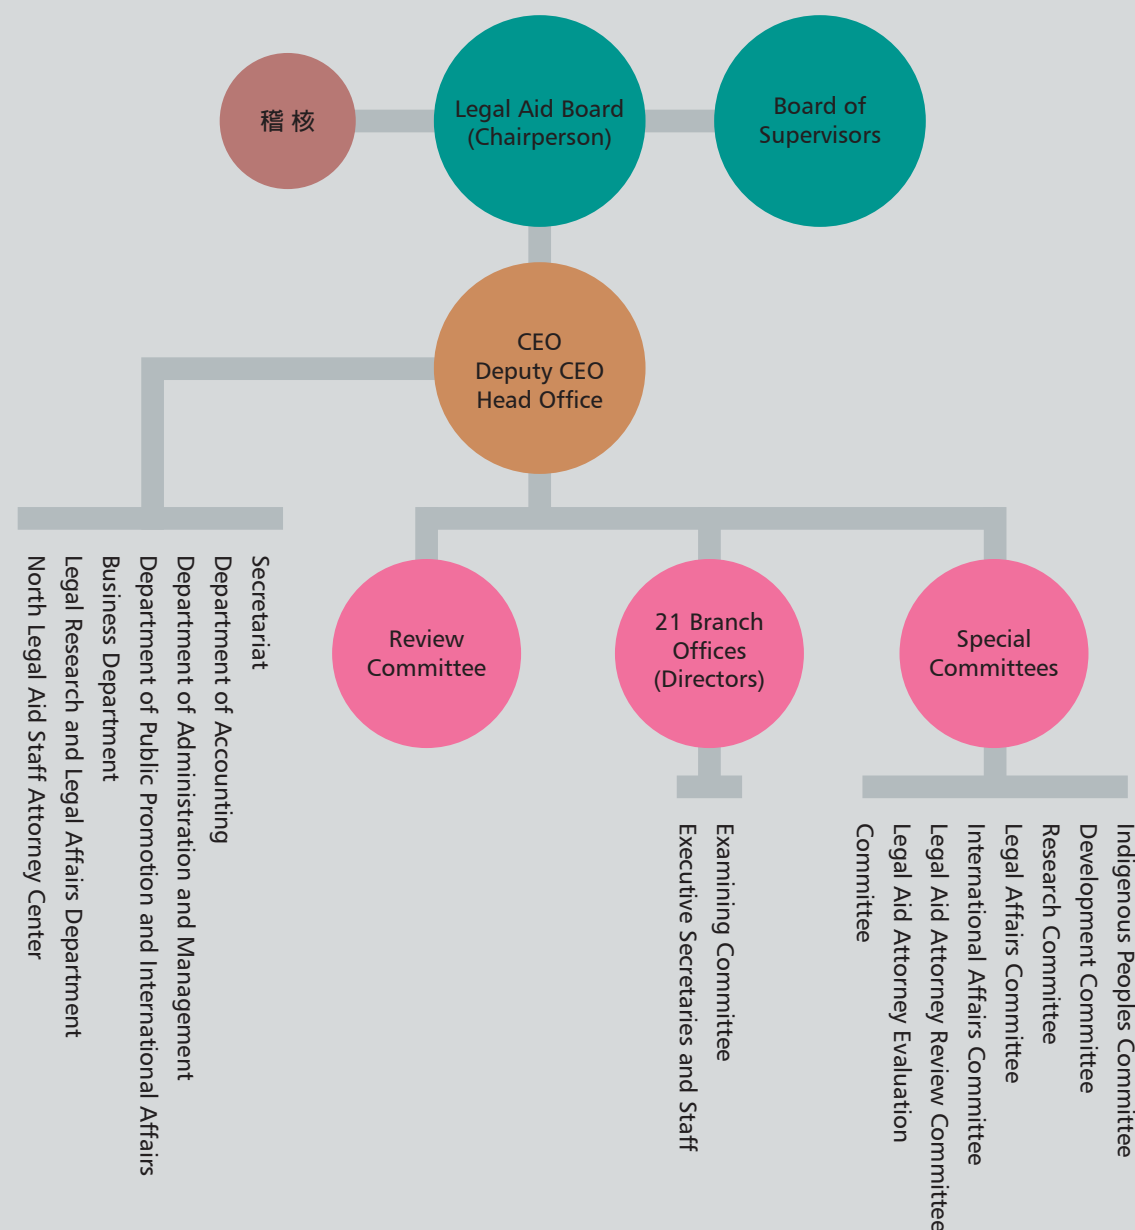 稽核
Legal Aid Board
(Chairperson)
Board of
Supervisors
CEO
Deputy CEO
Head Office
Secretariat
Department of Accounting
Department of Administration and Management
Department of Public Promotion and International Affairs
Business Department
Legal Research and Legal Affairs Department
North Legal Aid Staff Attorney Center
Review
Committee
21 Branch
Offices
(Directors)
Special
Committees
Examining Committee
Executive Secretaries and Staff
Indigenous Peoples Committee
Development Committee
Research Committee
Legal Affairs Committee
International Affairs Committee
Legal Aid Attorney Review Committee
Legal Aid Attorney Evaluation
Committee